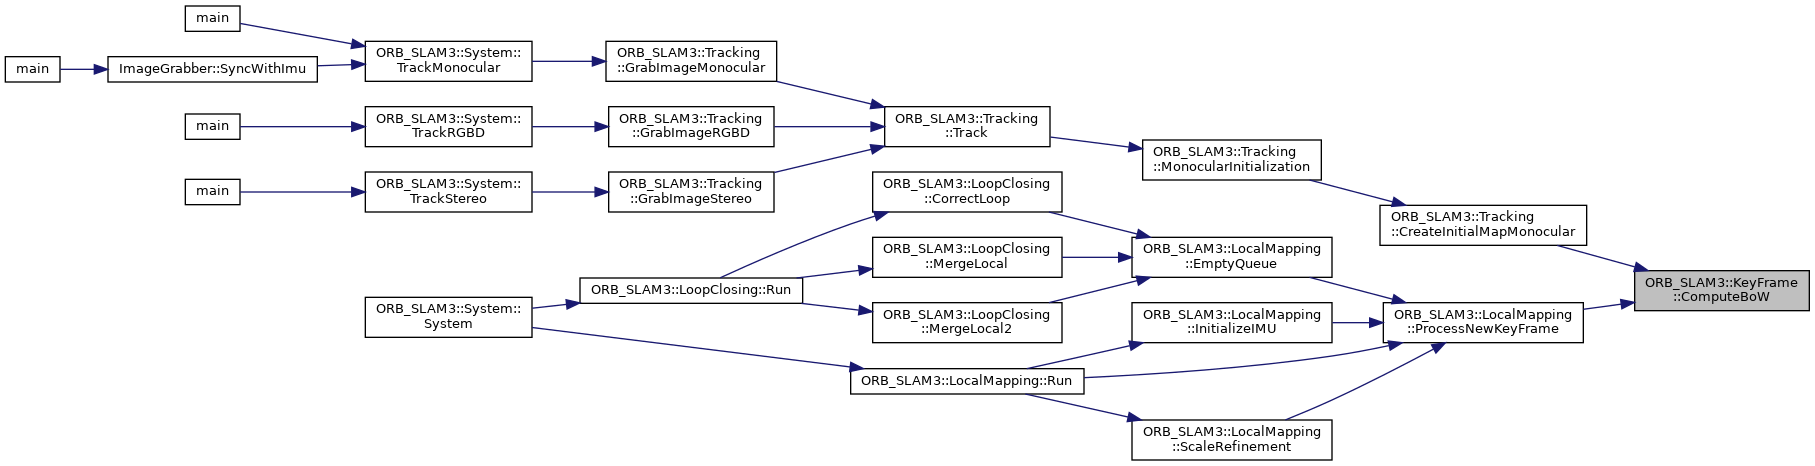 main
main
ImageGrabber::SyncWithImu
ORB_SLAM3::System::
TrackMonocular
ORB_SLAM3::Tracking
::GrabImageMonocular
main
ORB_SLAM3::System::
TrackRGBD
ORB_SLAM3::Tracking
::GrabImageRGBD
ORB_SLAM3::Tracking
::Track
ORB_SLAM3::Tracking
::MonocularInitialization
main
ORB_SLAM3::System::
TrackStereo
ORB_SLAM3::Tracking
::GrabImageStereo
ORB_SLAM3::LoopClosing
::CorrectLoop
ORB_SLAM3::Tracking
::CreateInitialMapMonocular
ORB_SLAM3::LoopClosing
::MergeLocal
ORB_SLAM3::LocalMapping
::EmptyQueue
ORB_SLAM3::KeyFrame
::ComputeBoW
ORB_SLAM3::LoopClosing::Run
ORB_SLAM3::System::
System
ORB_SLAM3::LoopClosing
::MergeLocal2
ORB_SLAM3::LocalMapping
::InitializeIMU
ORB_SLAM3::LocalMapping
::ProcessNewKeyFrame
ORB_SLAM3::LocalMapping::Run
ORB_SLAM3::LocalMapping
::ScaleRefinement